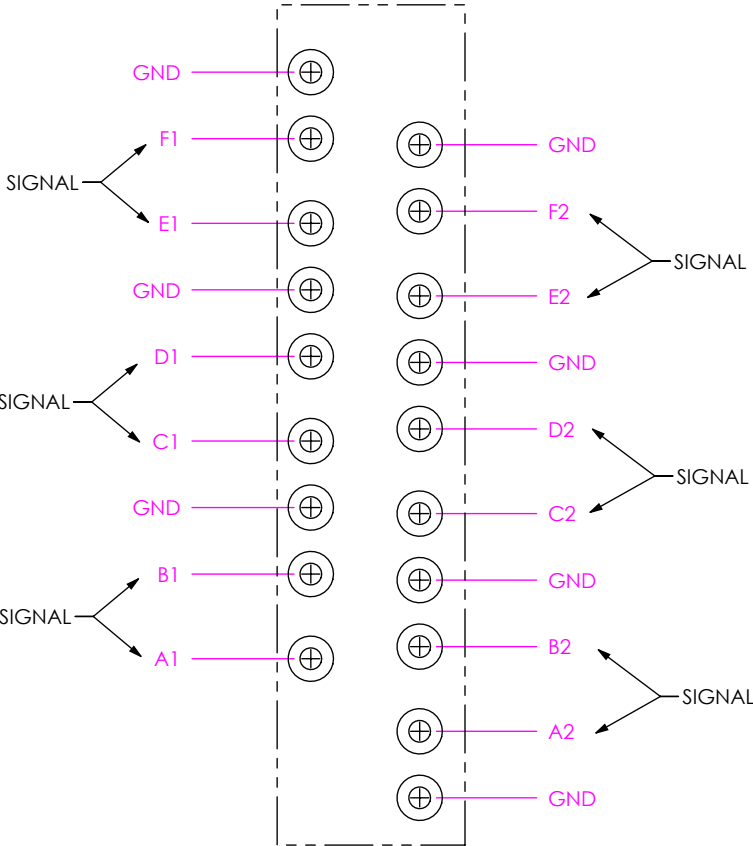 GND
F1
SIGNAL
E1
GND
D1
SIGNAL
C1
GND
B1
SIGNAL
A1
GND
F2
SIGNAL
E2
GND
D2
SIGNAL
C2
GND
B2
SIGNAL
A2
GND